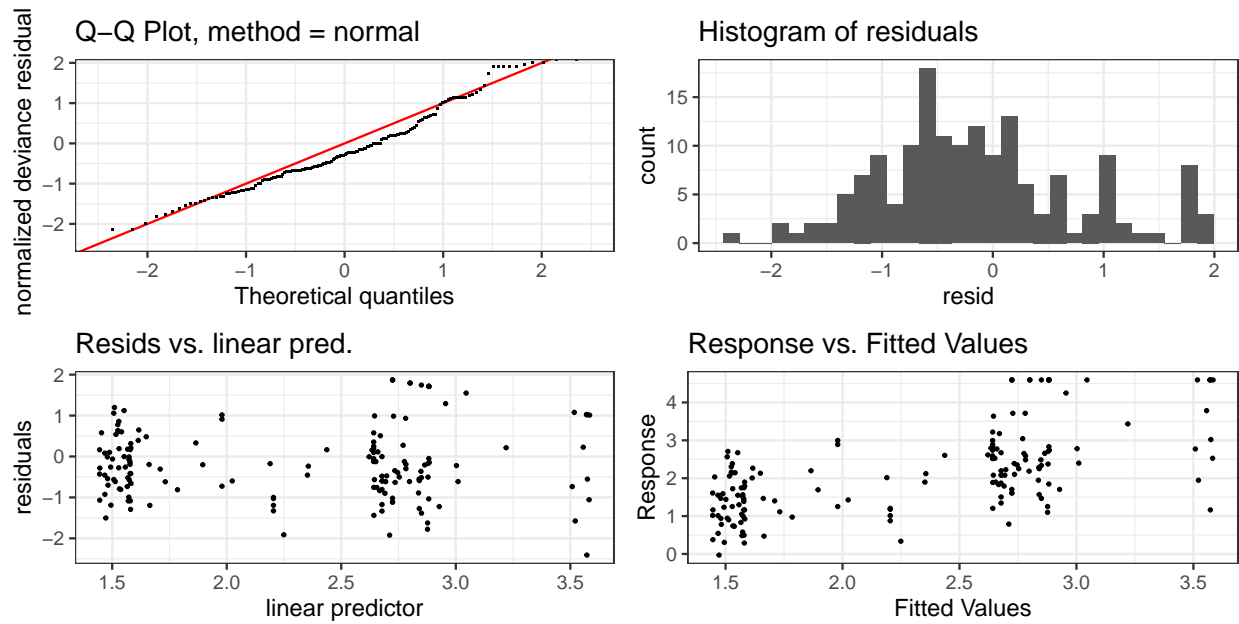 Q−Q Plot, method = normal
normalized deviance residual
2
1
0
−1
−2
−2 −1 0 1 2
Theoretical quantiles
Histogram of residuals
count
15
10
5
0
−2 −1 0 1 2
resid
Resids vs. linear pred.
residuals
2
1
0
−1
−2
1.5 2.0 2.5 3.0 3.5
linear predictor
Response vs. Fitted Values
Response
4
3
2
1
0
1.5 2.0 2.5 3.0 3.5
Fitted Values